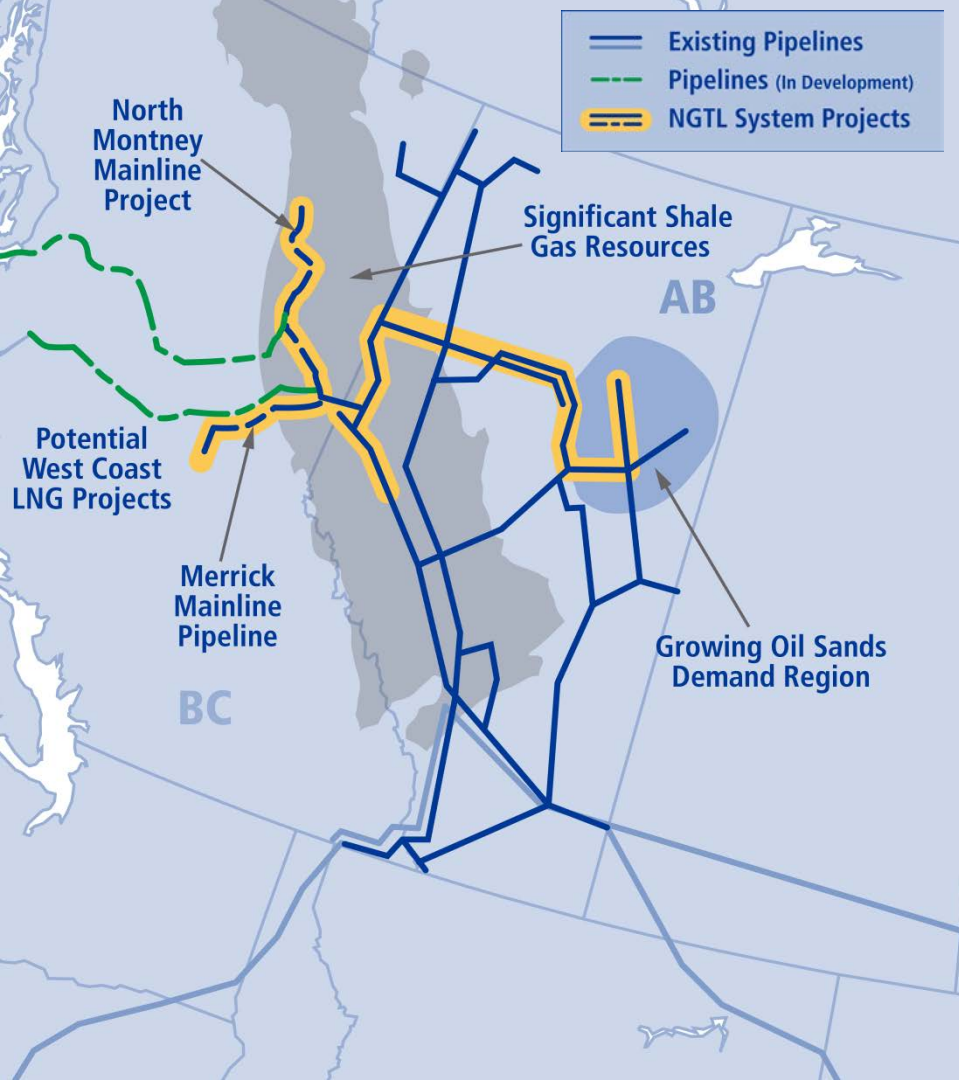 Existing Pipelines
Pipelines (In Development)
NGTL System Projects
North
Montney
Mainline
Project
Significant Shale
Gas Resources
AB
Potential
West Coast
LNG Projects
Merrick
Mainline
Pipeline
Growing Oil Sands
Demand Region
BC